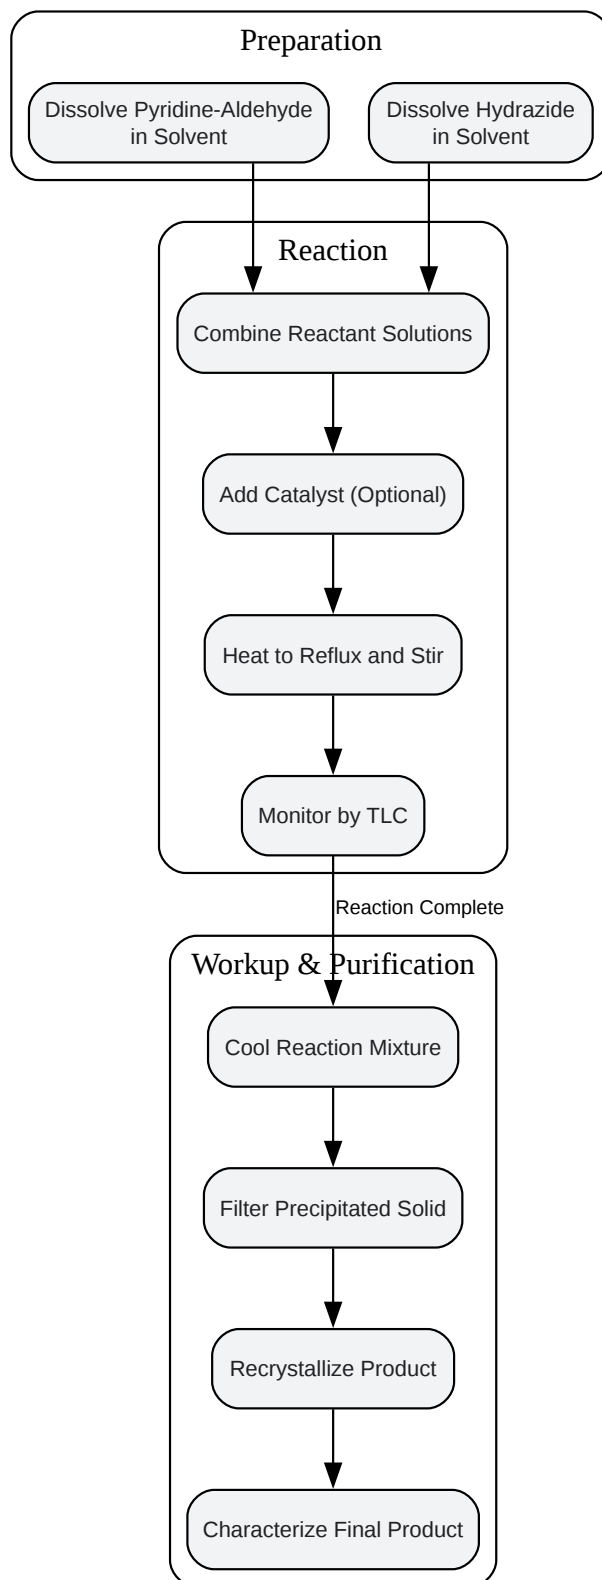 Preparation
Dissolve Pyridine-Aldehyde
in Solvent
Dissolve Hydrazide
in Solvent
Reaction
Combine Reactant Solutions
Add Catalyst (Optional)
Heat to Reflux and Stir
Monitor by TLC
Reaction Complete
Workup & Purification
Cool Reaction Mixture
Filter Precipitated Solid
Recrystallize Product
Characterize Final Product